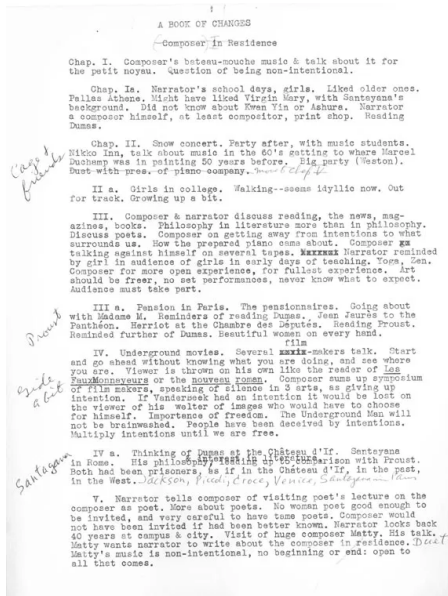 1
A BOOK OF CHANGES
(Composer) I in Residence
Chap. I. Composer's bateau-mouche music & talk about it for
the petit noyau. Question of being non-intentional.
Chap. Ia. Narrator's school days, girls. Liked older ones.
Pallas Athene. Might have liked Virgin Mary, with Santayana's
background. Did not know about Kwan Yin or Ashura. Narrator
a composer himself, at least compositor, print shop. Reading
Dumas.
Chap. II. Snow concert. Party after, with music students.
Nikko Inn, talk about music in the 60's getting to where Marcel
Duchamp was in painting 50 years before. Big party (Weston).
Duet with pres. of piano company.
Cage & friends
II a. Girls in college. Walking--seems idyllic now. Out
for track. Growing up a bit.
III. Composer & narrator discuss reading, the news, mag-
azines, books. Philosophy in literature more than in philosophy.
Discuss poets. Composer on getting away from intentions to what
surrounds us. How the prepared piano came about. Composer
talking against himself on several tapes. Narrator reminded
by girl in audience of girls in early days of teaching. Yoga, Zen.
Composer for more open experience, for fullest experience. Art
should be freer, no set performances, never know what to expect.
Audience must take part.
Proust
III a. Pension in Paris. The pensionnaires. Going about
with Madame M. Reminders of reading Dumas. Jean Jaurès to the
Panthéon. Herriot at the Chambre des Députés. Reading Proust.
Reminded further of Dumas. Beautiful women on every hand.
film
IV. Underground movies. Several -makers talk. Start
and go ahead without knowing what you are doing, and see where
you are. Viewer is thrown on his own like the reader of Les
FauxMonnayeurs or the nouveau roman. Composer sums up symposium
of film makers, speaking of silence in 3 arts, as giving up
intention. If Vanderseek had an intention it would be lost on
the viewer of his welter of images who would have to choose
for himself. Importance of freedom. The Underground Man will
not be brainwashed. People have been deceived by intentions.
Multiply intentions until we are free.
Gide a bit
IV a. Thinking of Dumas at the Château d'If. Santayana
& interest in literature
in Rome. His philosophy, leading up to comparison with Proust.
Both had been prisoners, as if in the Château d'If, in the past,
in the West. Jackson, Croce, Venice,
Santayana
V. Narrator tells composer of visiting poet's lecture on the
composer as poet. More about poets. No woman poet good enough to
be invited, and very careful to have tame poets. Composer would
not have been invited if had been better known. Narrator looks back
40 years at campus & city. Visit of huge composer Matty. His talk.
Matty wants narrator to write about the composer in residence. Duet
Matty's music is non-intentional, no beginning or end: open to
all that comes.